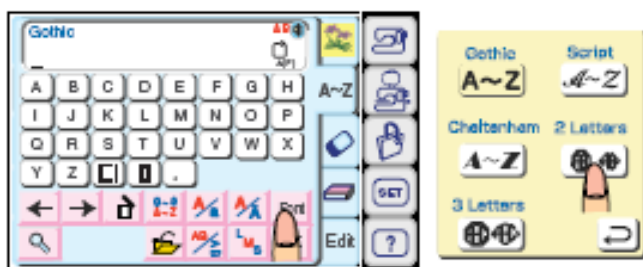 Gothic
A B C D E F G H
I J K L M N O P
Q R S T U V W X
Y Z .
A~Z
SET
Edit
?
Font
L M S
Gothic Script
A~Z A~Z
Cheltenham 2 Letters
A~Z
3 Letters